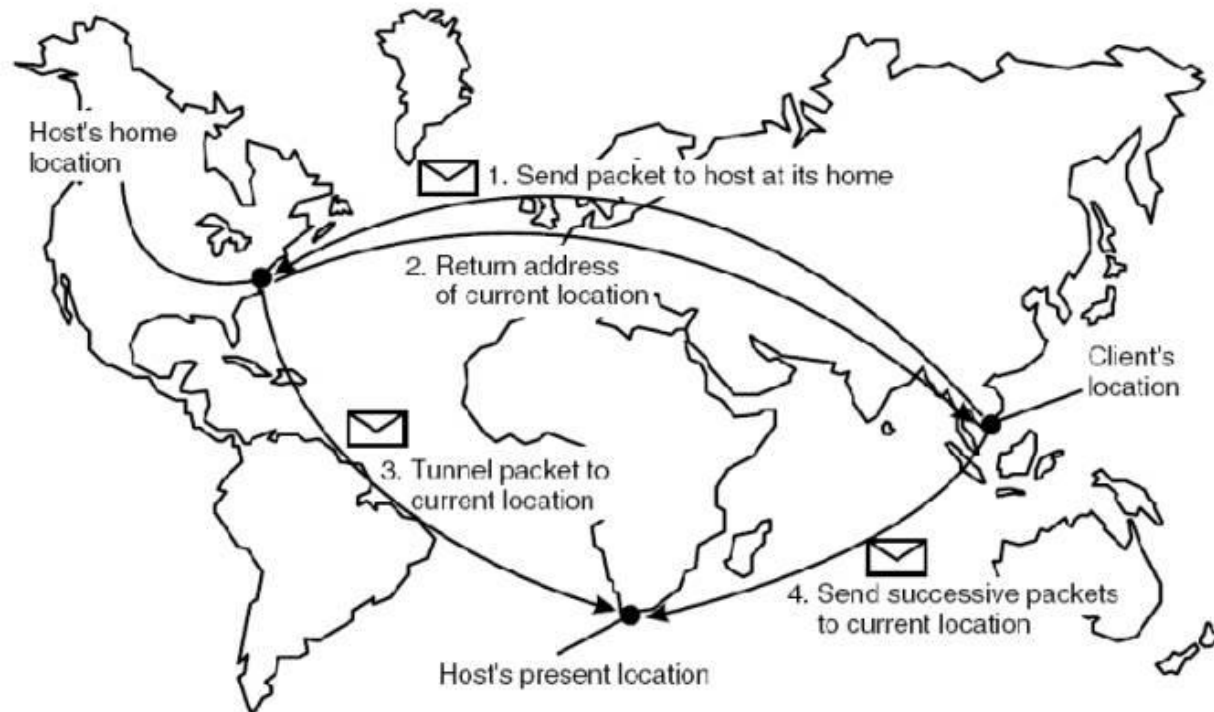 Host's home
location
1. Send packet to host at its home
2. Return address
of current location
Client's
location
3. Tunnel packet to
current location
4. Send successive packets
to current location
Host's present location